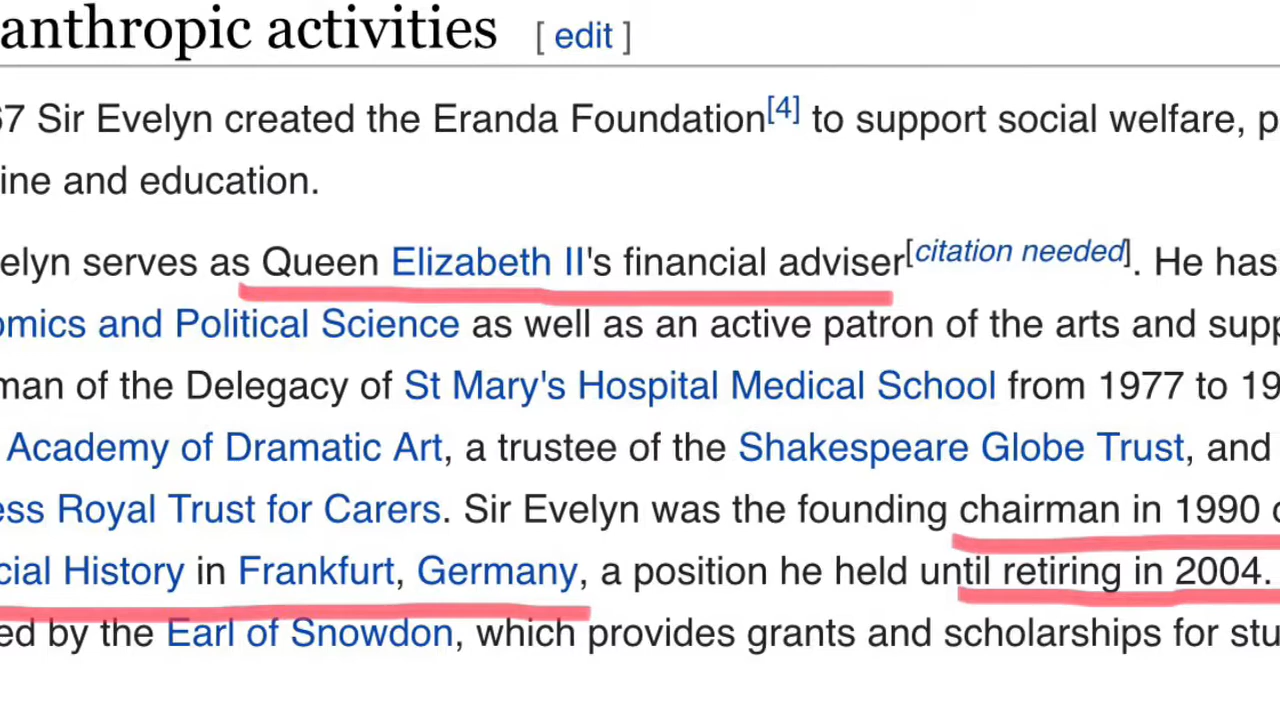 anthropic activities [ edit ]
67 Sir Evelyn created the Eranda Foundation[4] to support social welfare, p
ine and education.
elyn serves as Queen Elizabeth II's financial adviser[citation needed]. He has
omics and Political Science as well as an active patron of the arts and supp
man of the Delegacy of St Mary's Hospital Medical School from 1977 to 19
Academy of Dramatic Art, a trustee of the Shakespeare Globe Trust, and
ess Royal Trust for Carers. Sir Evelyn was the founding chairman in 1990 o
cial History in Frankfurt, Germany, a position he held until retiring in 2004.
ed by the Earl of Snowdon, which provides grants and scholarships for stu